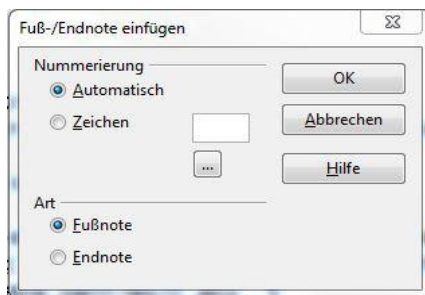 Fuß-/Endnote einfügen
Nummerierung
Automatisch
Zeichen
...
Art
Fußnote
Endnote
OK
Abbrechen
Hilfe